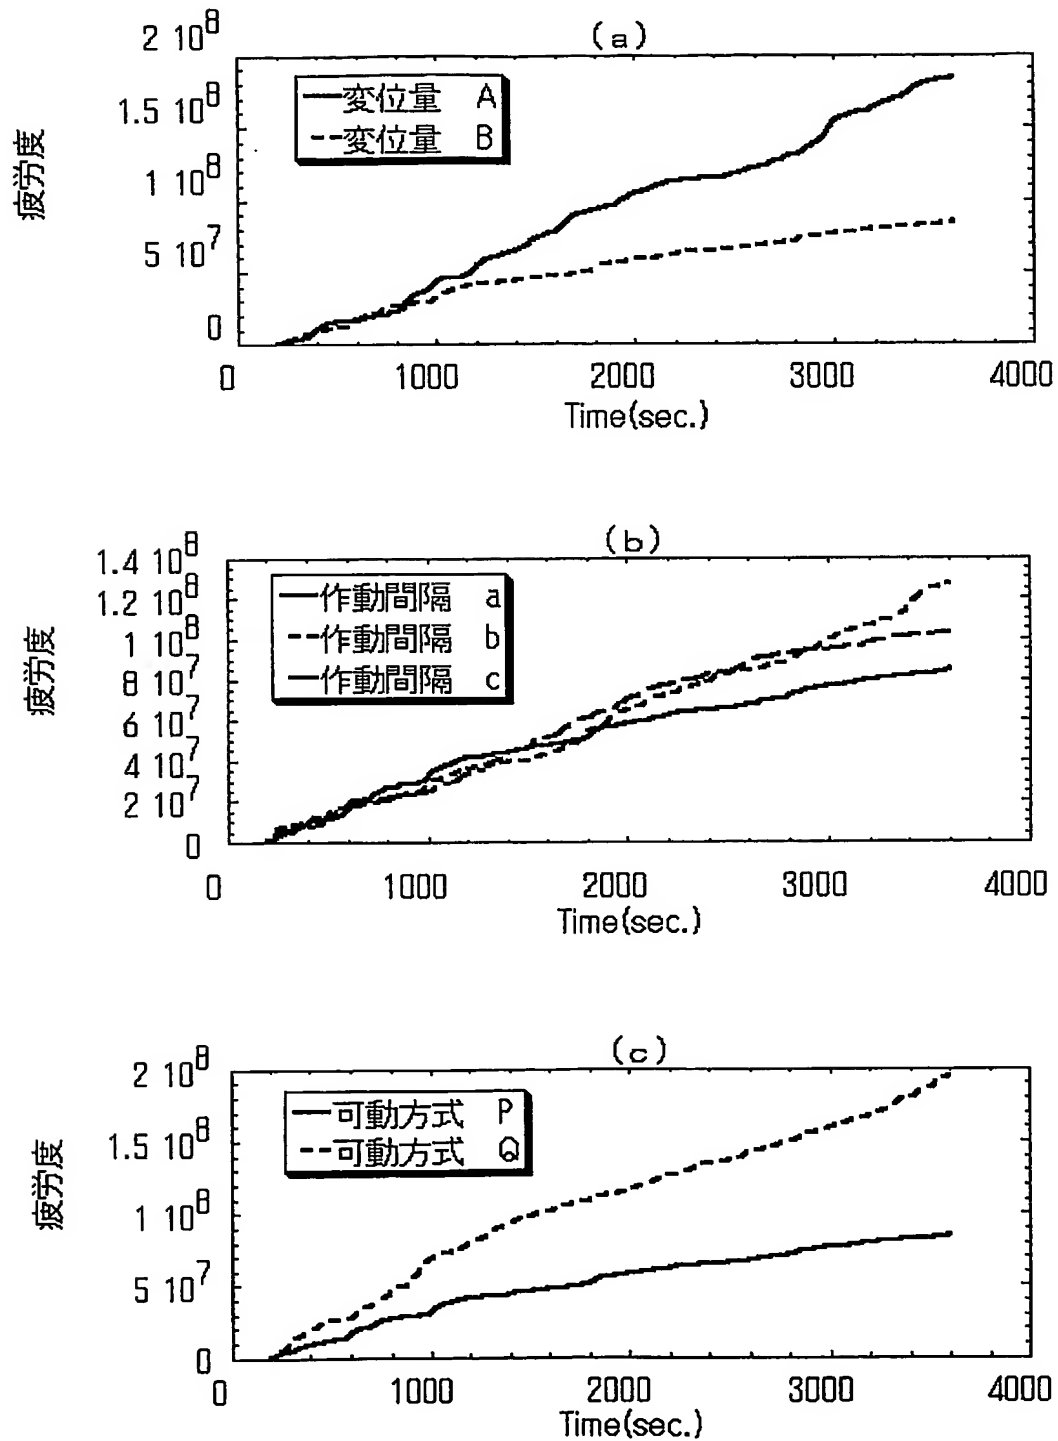 (a)
2 10^8
1.5 10^8
1 10^8
5 10^7
0
疲労度
変位量 A
変位量 B
0 1000 2000 3000 4000
Time(sec.)
(b)
1.4 10^8
1.2 10^8
1 10^8
8 10^7
6 10^7
4 10^7
2 10^7
0
疲労度
作動間隔 a
作動間隔 b
作動間隔 c
0 1000 2000 3000 4000
Time(sec.)
(c)
2 10^8
1.5 10^8
1 10^8
5 10^7
0
疲労度
可動方式 P
可動方式 Q
0 1000 2000 3000 4000
Time(sec.)